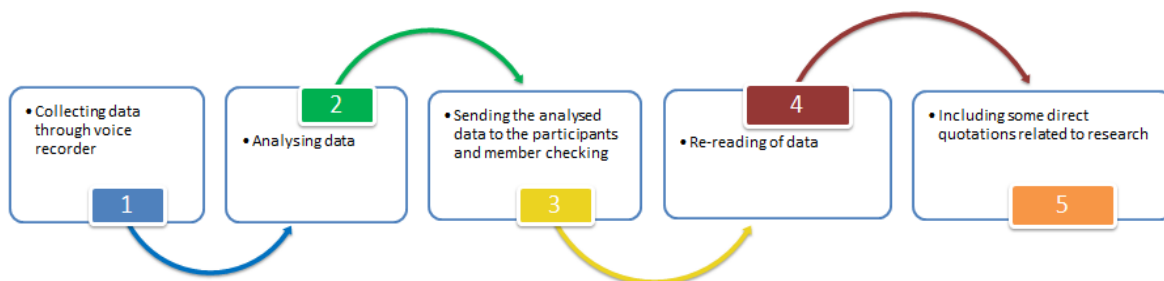 • Collecting data
through voice
recorder
1
2
• Analysing data
• Sending the analysed
data to the participants
and member checking
3
4
• Re-reading of data
• Including some direct
quotations related to research
5